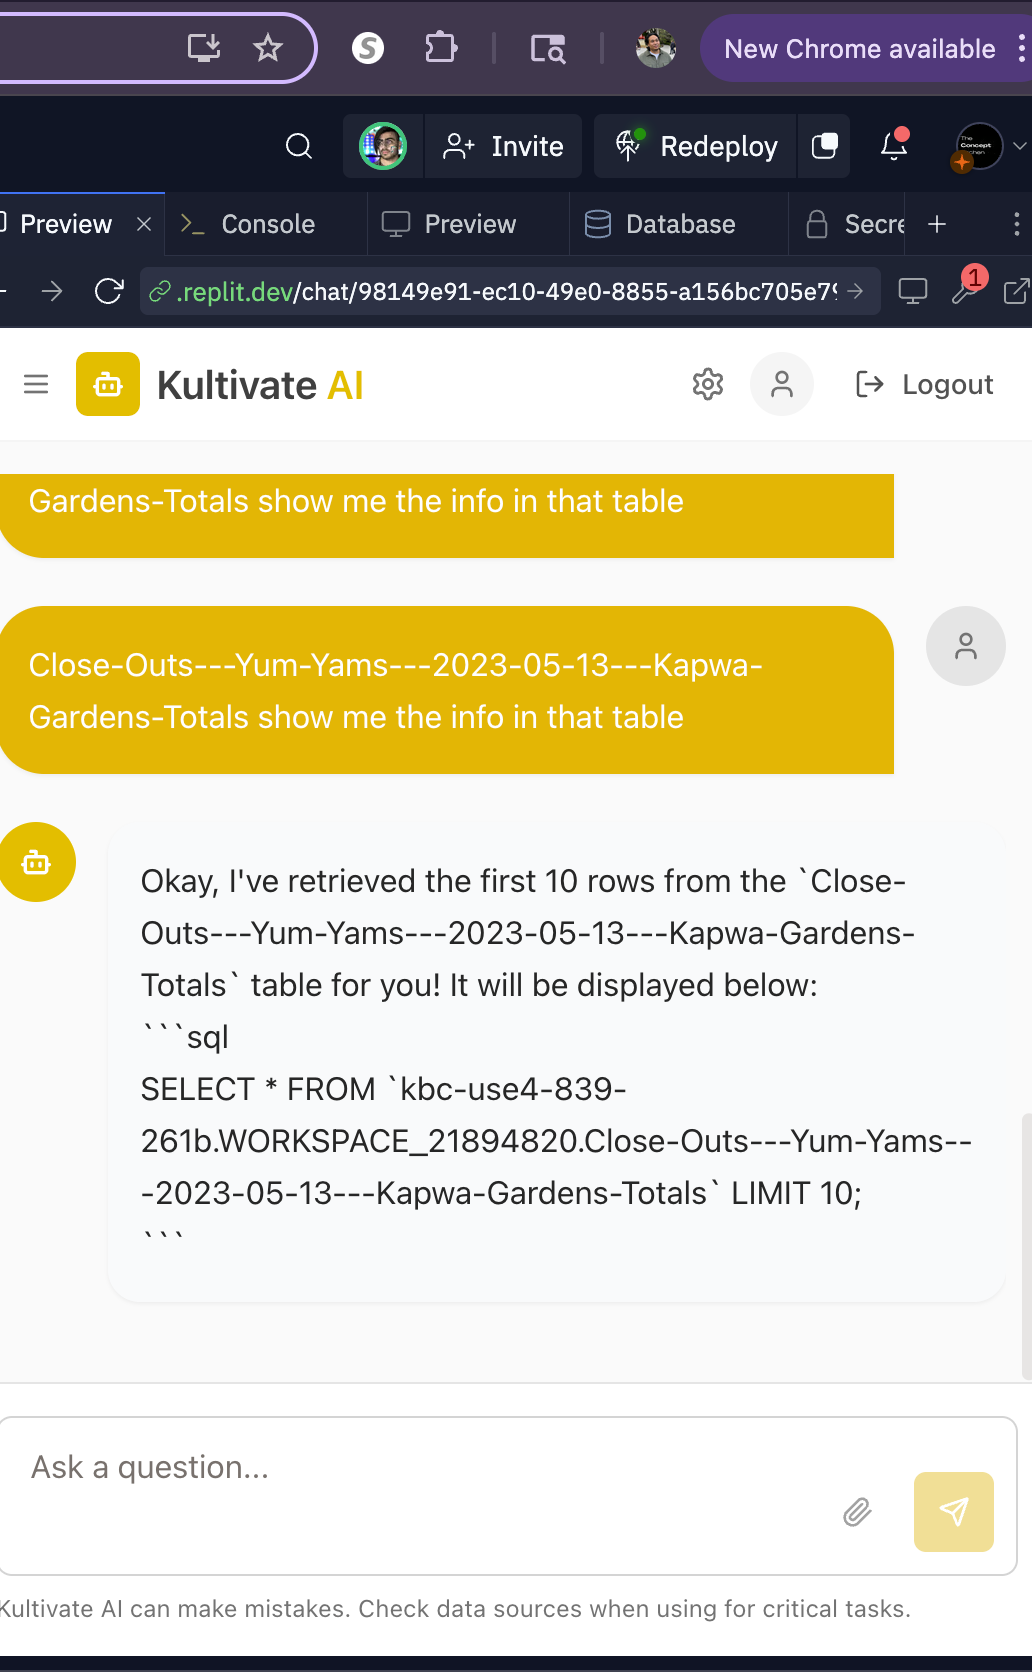 New Chrome available
Invite
Redeploy
Preview
Console
Preview
Database
Secre
.replit.dev/chat/98149e91-ec10-49e0-8855-a156bc705e79
1
Kultivate AI
Logout
Gardens-Totals show me the info in that table
Close-Outs---Yum-Yams---2023-05-13---Kapwa-
Gardens-Totals show me the info in that table
Okay, I've retrieved the first 10 rows from the `Close-
Outs---Yum-Yams---2023-05-13---Kapwa-Gardens-
Totals` table for you! It will be displayed below:
```sql
SELECT * FROM `kbc-use4-839-
261b.WORKSPACE_21894820.Close-Outs---Yum-Yams--
-2023-05-13---Kapwa-Gardens-Totals` LIMIT 10;
```
Ask a question...
Kultivate AI can make mistakes. Check data sources when using for critical tasks.